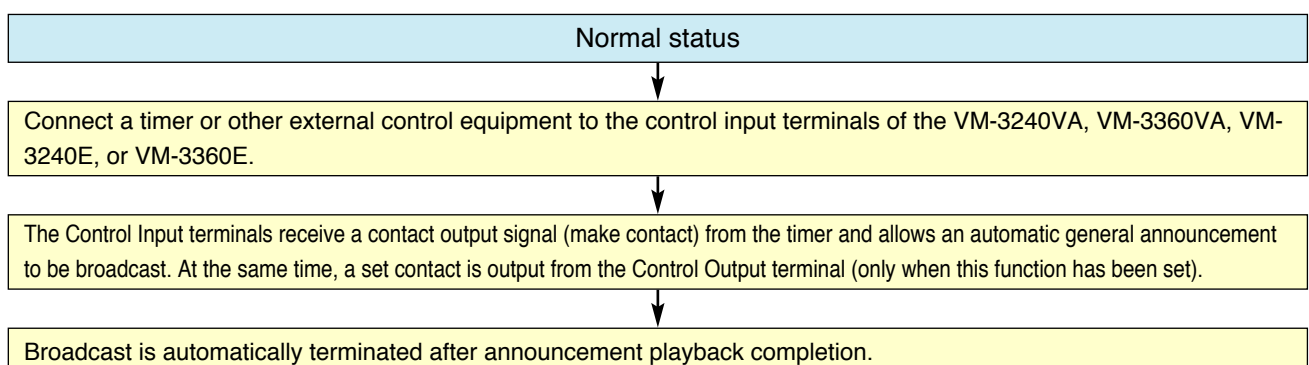 Normal status
Connect a timer or other external control equipment to the control input terminals of the VM-3240VA, VM-3360VA, VM-
3240E, or VM-3360E.
The Control Input terminals receive a contact output signal (make contact) from the timer and allows an automatic general announcement
to be broadcast. At the same time, a set contact is output from the Control Output terminal (only when this function has been set).
Broadcast is automatically terminated after announcement playback completion.